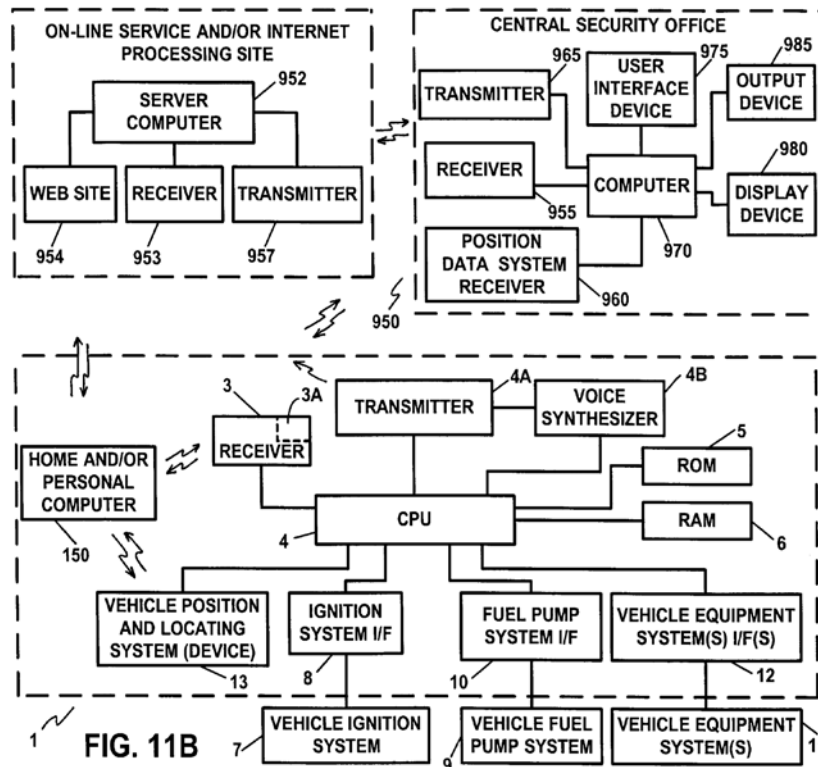 ON-LINE SERVICE AND/OR INTERNET
PROCESSING SITE
952
SERVER
COMPUTER
WEB SITE
RECEIVER
TRANSMITTER
954
953
957
CENTRAL SECURITY OFFICE
965
975
985
TRANSMITTER
USER
INTERFACE
DEVICE
OUTPUT
DEVICE
980
RECEIVER
COMPUTER
DISPLAY
DEVICE
955
970
POSITION
DATA SYSTEM
RECEIVER
960
950
3
3A
4A
4B
RECEIVER
TRANSMITTER
VOICE
SYNTHESIZER
5
ROM
HOME AND/OR
PERSONAL
COMPUTER
150
CPU
4
RAM
6
VEHICLE POSITION
AND LOCATING
SYSTEM (DEVICE)
13
IGNITION
SYSTEM I/F
8
FUEL PUMP
SYSTEM I/F
10
VEHICLE EQUIPMENT
SYSTEM(S) I/F(S)
12
1
FIG. 11B
7
VEHICLE IGNITION
SYSTEM
9
VEHICLE FUEL
PUMP SYSTEM
VEHICLE EQUIPMENT
SYSTEM(S)